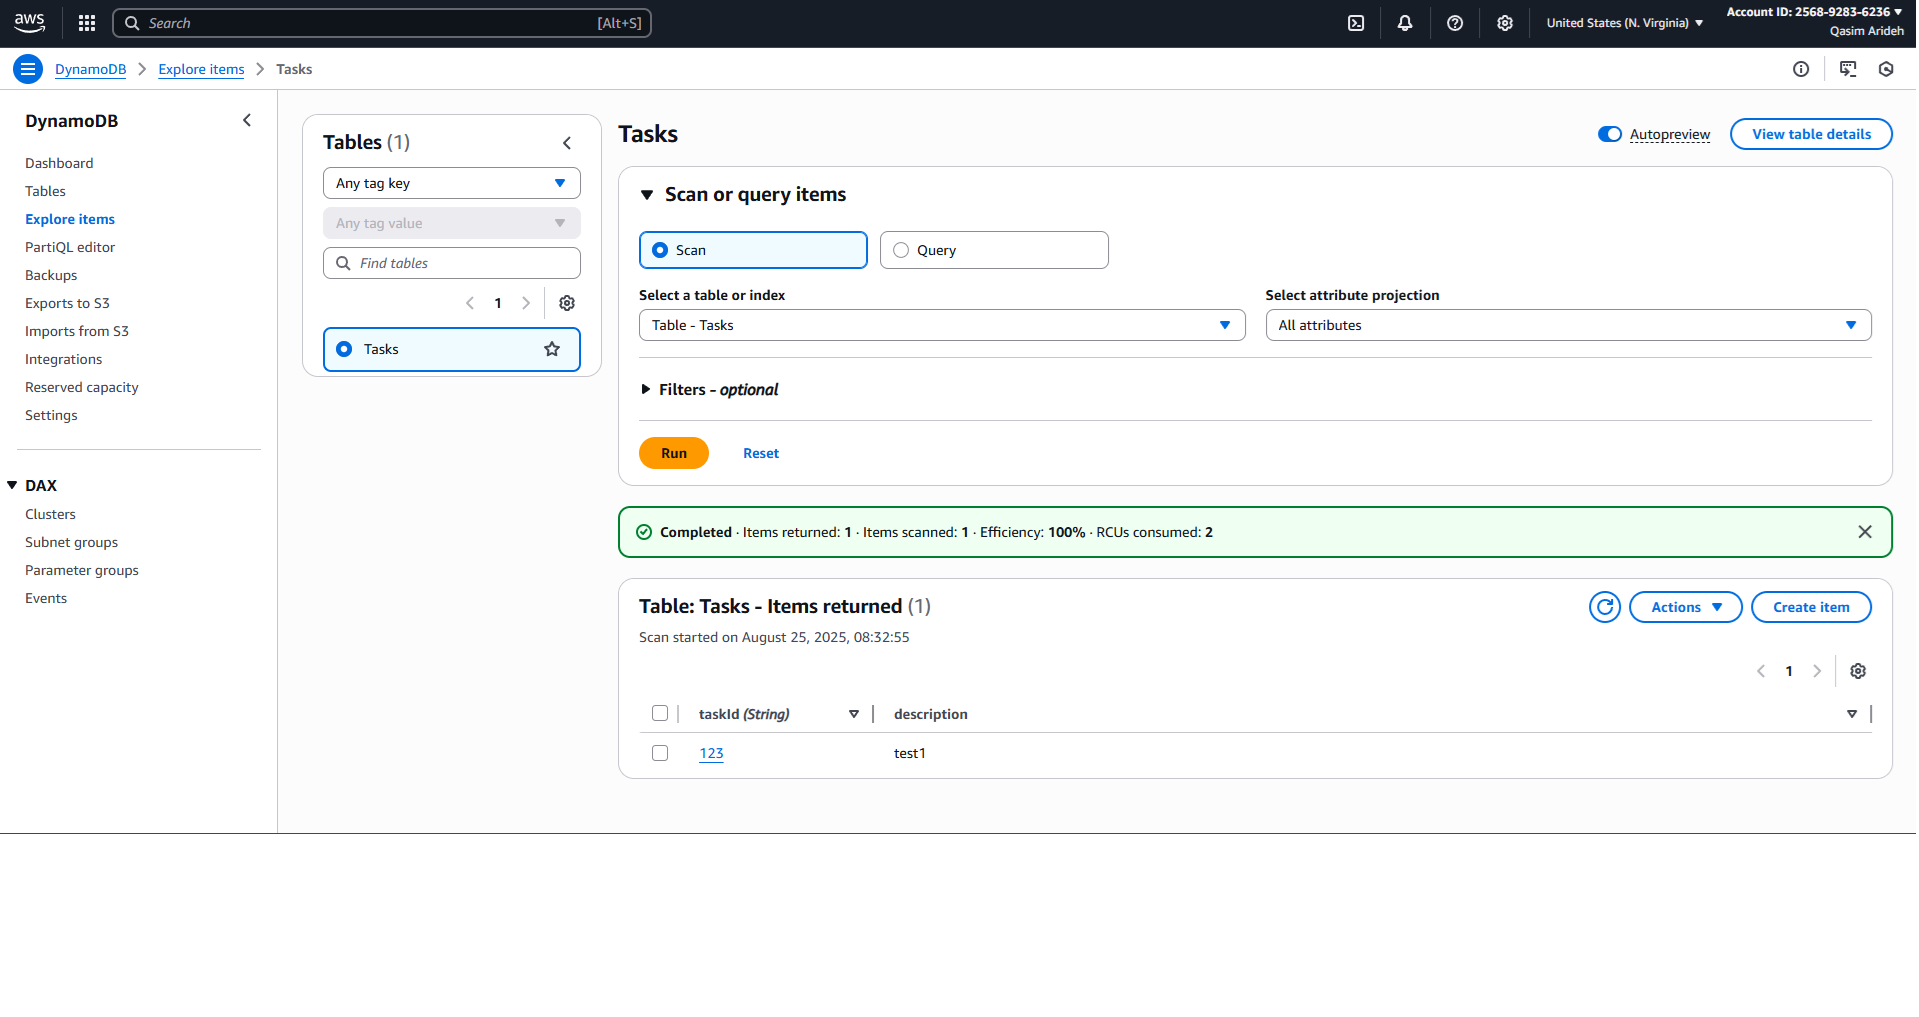 aws
Search [Alt+S]
United States (N. Virginia)
Account ID: 2568-9283-6236
Qasim Arideh
DynamoDB
Explore items
Tasks
DynamoDB
Dashboard
Tables
Explore items
PartiQL editor
Backups
Exports to S3
Imports from S3
Integrations
Reserved capacity
Settings
DAX
Clusters
Subnet groups
Parameter groups
Events
Tables (1)
Any tag key
Any tag value
Find tables
1
Tasks
Tasks
Autopreview
View table details
Scan or query items
Scan
Query
Select a table or index
Table - Tasks
Select attribute projection
All attributes
Filters - optional
Run
Reset
Completed · Items returned: 1 · Items scanned: 1 · Efficiency: 100% · RCUs consumed: 2
Table: Tasks - Items returned (1)
Scan started on August 25, 2025, 08:32:55
Actions
Create item
1
taskId (String)
description
123
test1